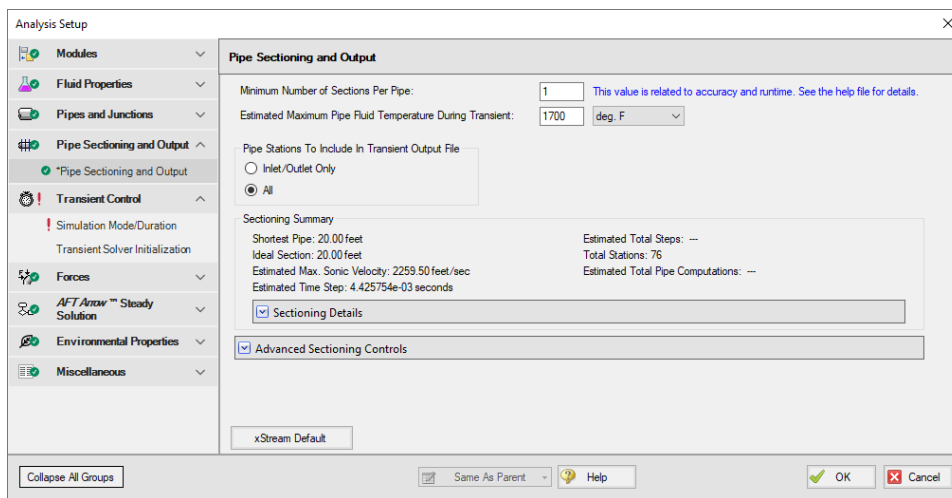 Analysis Setup
Modules
Fluid Properties
Pipes and Junctions
Pipe Sectioning and Output
*Pipe Sectioning and Output
Transient Control
Simulation Mode/Duration
Transient Solver Initialization
Forces
AFT Arrow™ Steady
Solution
Environmental Properties
Miscellaneous
Collapse All Groups
Pipe Sectioning and Output
Minimum Number of Sections Per Pipe: 1 This value is related to accuracy and runtime. See the help file for details.
Estimated Maximum Pipe Fluid Temperature During Transient: 1700 deg. F
Pipe Stations To Include In Transient Output File
Inlet/Outlet Only
All
Sectioning Summary
Shortest Pipe: 20.00 feet
Ideal Section: 20.00 feet
Estimated Max. Sonic Velocity: 2259.50 feet/sec
Estimated Time Step: 4.425754e-03 seconds
Estimated Total Steps: ---
Total Stations: 76
Estimated Total Pipe Computations: ---
Sectioning Details
Advanced Sectioning Controls
xStream Default
Same As Parent
Help
OK
Cancel